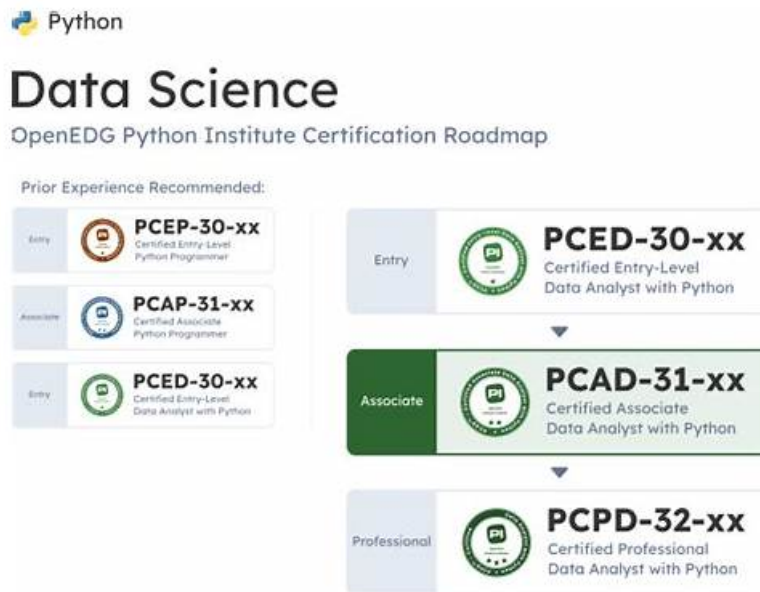 Python
Data Science
OpenEDG Python Institute Certification Roadmap
Prior Experience Recommended:
Entry
PCEP-30-xx
Certified Entry-Level
Python Programmer
Associate
PCAP-31-xx
Certified Associate
Python Programmer
Entry
PCED-30-xx
Certified Entry-Level
Data Analyst with Python
Entry
PI
PCED-30-xx
Certified Entry-Level
Data Analyst with Python
Associate
PI
PCAD-31-xx
Certified Associate
Data Analyst with Python
Professional
PI
PCPD-32-xx
Certified Professional
Data Analyst with Python